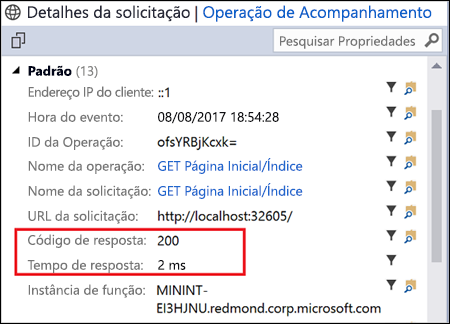 Detalhes da solicitação | Operação de Acompanhamento
Pesquisar Propriedades
Padrão (13)
Endereço IP do cliente: ::1
Hora do evento: 08/08/2017 18:54:28
ID da Operação: ofsYRBjKcxk=
Nome da operação: GET Página Inicial/Índice
Nome da solicitação: GET Página Inicial/Índice
URL da solicitação: http://localhost:32605/
Código de resposta: 200
Tempo de resposta: 2 ms
Instância de função: MININT-
EI3HJNU.redmond.corp.microsoft.com